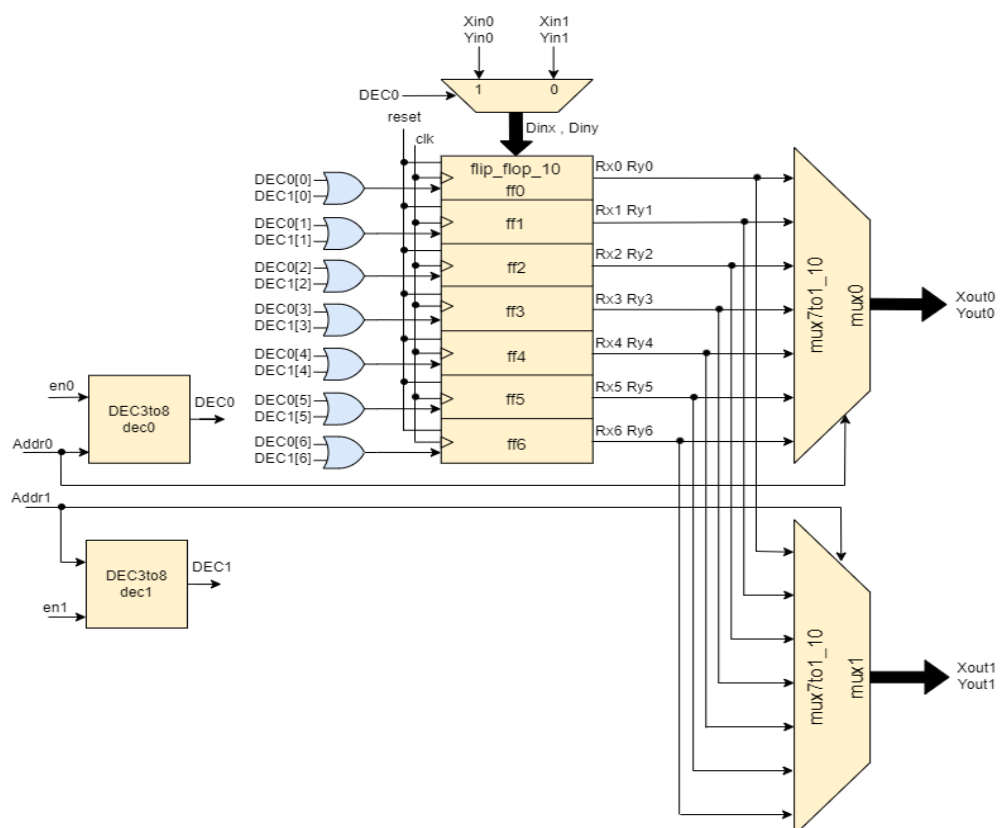 Xin0 Xin1
Yin0 Yin1
1 0
DEC0
reset
clk
Dinx , Diny
flip_flop_10
ff0
ff1
ff2
ff3
ff4
ff5
ff6
DEC0[0]
DEC1[0]
DEC0[1]
DEC1[1]
DEC0[2]
DEC1[2]
DEC0[3]
DEC1[3]
DEC0[4]
DEC1[4]
DEC0[5]
DEC1[5]
DEC0[6]
DEC1[6]
Rx0 Ry0
Rx1 Ry1
Rx2 Ry2
Rx3 Ry3
Rx4 Ry4
Rx5 Ry5
Rx6 Ry6
mux7to1_10
mux0
Xout0
Yout0
en0
DEC3to8
dec0
DEC0
Addr0
Addr1
DEC3to8
dec1
DEC1
en1
mux7to1_10
mux1
Xout1
Yout1